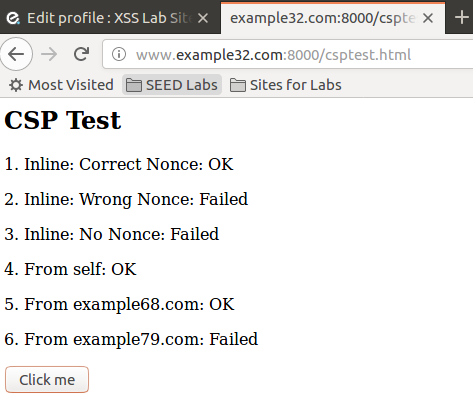 Edit profile : XSS Lab Sit
example32.com:8000/cspte
www.example32.com:8000/csptest.html
Most Visited SEED Labs Sites for Labs
CSP Test
1. Inline: Correct Nonce: OK
2. Inline: Wrong Nonce: Failed
3. Inline: No Nonce: Failed
4. From self: OK
5. From example68.com: OK
6. From example79.com: Failed
Click me